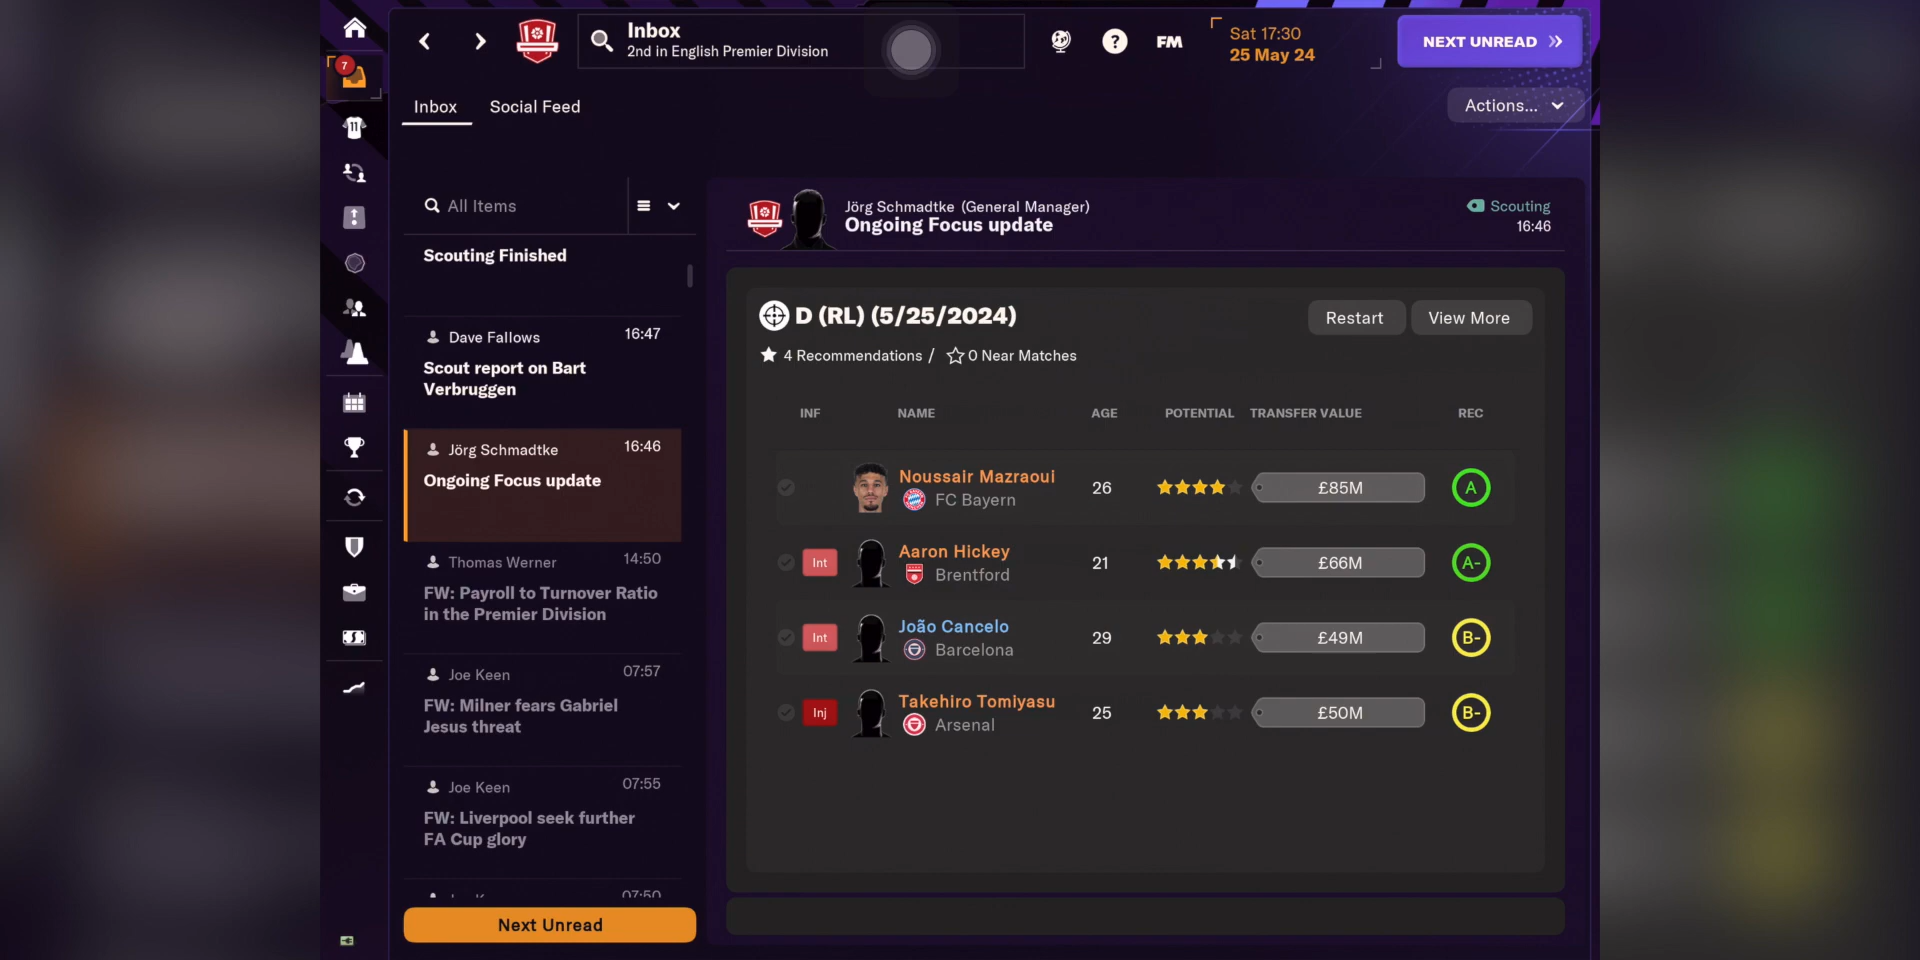 Inbox
2nd in English Premier Division
?
FM
Sat 17:30
25 May 24
NEXT UNREAD
7
Inbox
Social Feed
Actions...
11
All Items
Scouting Finished
Dave Fallows
16:47
Scout report on Bart
Verbruggen
Jörg Schmadtke
16:46
Ongoing Focus update
Thomas Werner
14:50
FW: Payroll to Turnover Ratio
in the Premier Division
Joe Keen
07:57
FW: Milner fears Gabriel
Jesus threat
Joe Keen
07:55
FW: Liverpool seek further
FA Cup glory
07:50
Next Unread
Jörg Schmadtke (General Manager)
Ongoing Focus update
Scouting
16:46
D (RL) (5/25/2024)
Restart
View More
4 Recommendations /
0 Near Matches
INF
NAME
AGE
POTENTIAL
TRANSFER VALUE
REC
Noussair Mazraoui
FC Bayern
26
£85M
A
Int
Aaron Hickey
Brentford
21
£66M
A-
Int
João Cancelo
Barcelona
29
£49M
B-
Inj
Takehiro Tomiyasu
Arsenal
25
£50M
B-